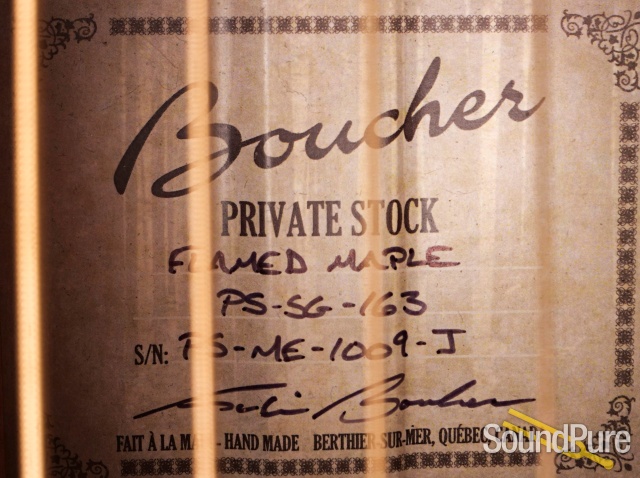 Boucher
PRIVATE STOCK
FLAMED MAPLE
PS-SG-163
S/N: PS-ME-1009-J
Boucher
FAIT À LA - HAND MADE BERTHIER-SUR-MER, QUÉBEC,
SoundPure